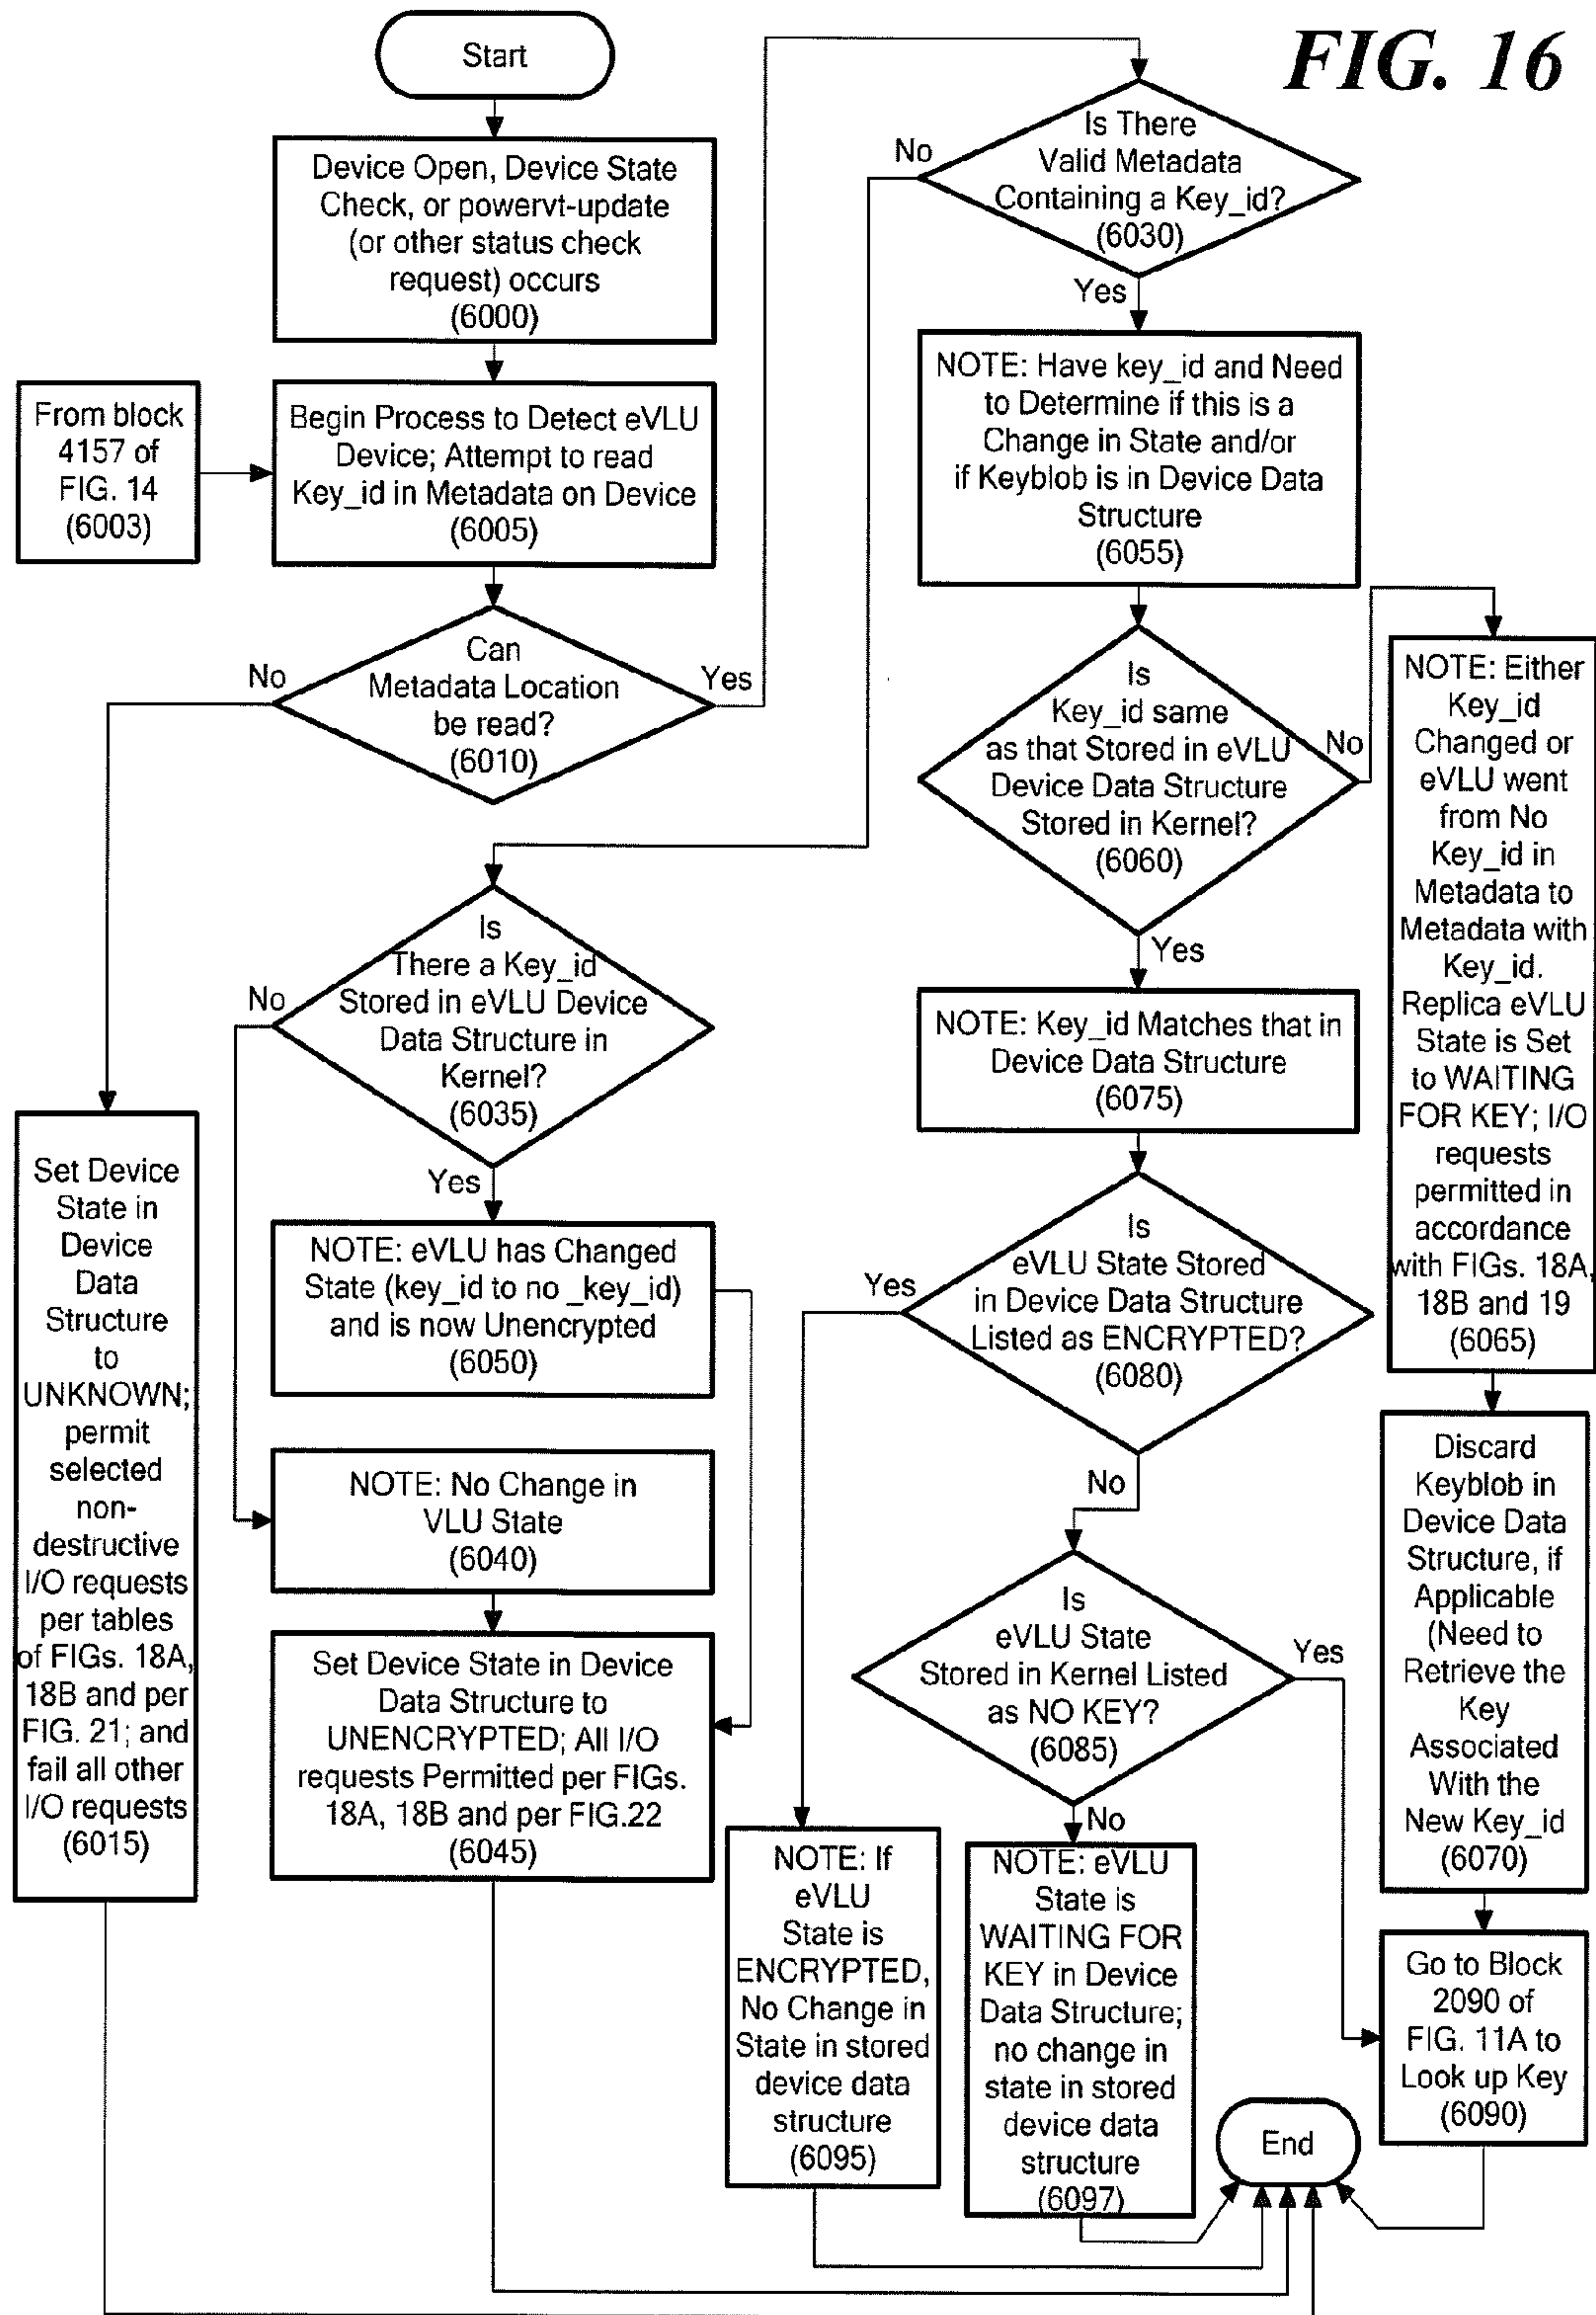 FIG. 16
Start
Device Open, Device State
Check, or powervt-update
(or other status check
request) occurs
(6000)
From block
4157 of
FIG. 14
(6003)
Begin Process to Detect eVLU
Device; Attempt to read
Key_id in Metadata on Device
(6005)
Can
Metadata Location
be read?
(6010)
No
Yes
Set Device
State in
Device
Data
Structure
to
UNKNOWN;
permit
selected
non-
destructive
I/O requests
per tables
of FIGs. 18A,
18B and per
FIG. 21; and
fail all other
I/O requests
(6015)
Is There
Valid Metadata
Containing a Key_id?
(6030)
No
Yes
Is
There a Key_id
Stored in eVLU Device
Data Structure in
Kernel?
(6035)
No
Yes
NOTE: eVLU has Changed
State (key_id to no _key_id)
and is now Unencrypted
(6050)
NOTE: No Change in
VLU State
(6040)
Set Device State in Device
Data Structure to
UNENCRYPTED; All I/O
requests Permitted per FIGs.
18A, 18B and per FIG.22
(6045)
NOTE: Have key_id and Need
to Determine if this is a
Change in State and/or
if Keyblob is in Device Data
Structure
(6055)
Is
Key_id same
as that Stored in eVLU
Device Data Structure
Stored in Kernel?
(6060)
No
Yes
NOTE: Either
Key_id
Changed or
eVLU went
from No
Key_id in
Metadata to
Metadata with
Key_id.
Replica eVLU
State is Set
to WAITING
FOR KEY; I/O
requests
permitted in
accordance
with FIGs. 18A,
18B and 19
(6065)
NOTE: Key_id Matches that in
Device Data Structure
(6075)
Is
eVLU State Stored
in Device Data Structure
Listed as ENCRYPTED?
(6080)
Yes
No
Discard
Keyblob in
Device Data
Structure, if
Applicable
(Need to
Retrieve the
Key
Associated
With the
New Key_id
(6070)
Is
eVLU State
Stored in Kernel Listed
as NO KEY?
(6085)
Yes
No
NOTE: If
eVLU
State is
ENCRYPTED,
No Change in
State in stored
device data
structure
(6095)
NOTE: eVLU
State is
WAITING FOR
KEY in Device
Data Structure;
no change in
state in stored
device data
structure
(6097)
Go to Block
2090 of
FIG. 11A to
Look up Key
(6090)
End